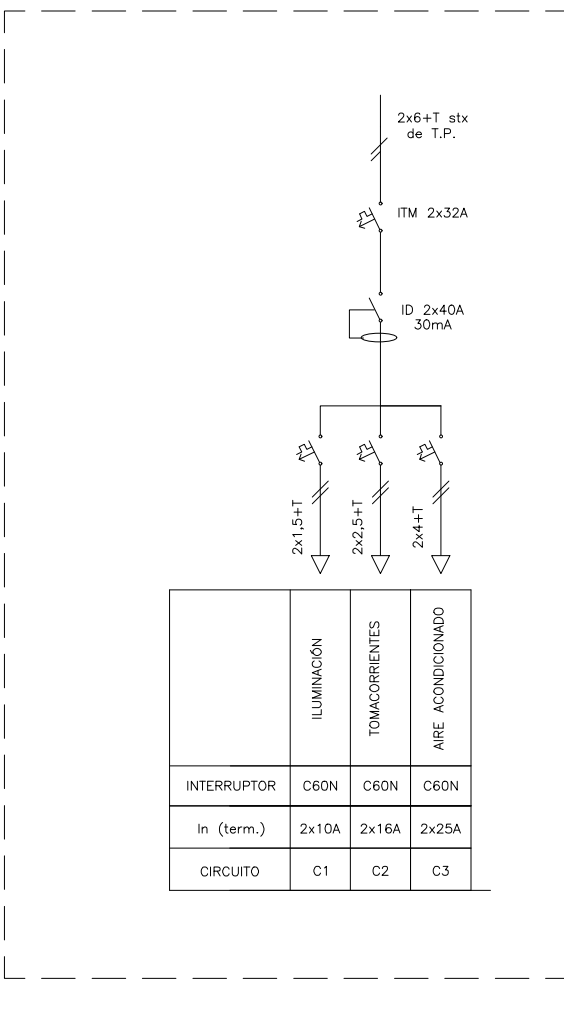 2x6+T stx
de T.P.
ITM 2x32A
ID 2x40A
30mA
2x1,5+T
2x2,5+T
2x4+T
ILUMINACIÓN
TOMACORRIENTES
AIRE ACONDICIONADO
INTERRUPTOR C60N C60N C60N
In (term.) 2x10A 2x16A 2x25A
CIRCUITO C1 C2 C3